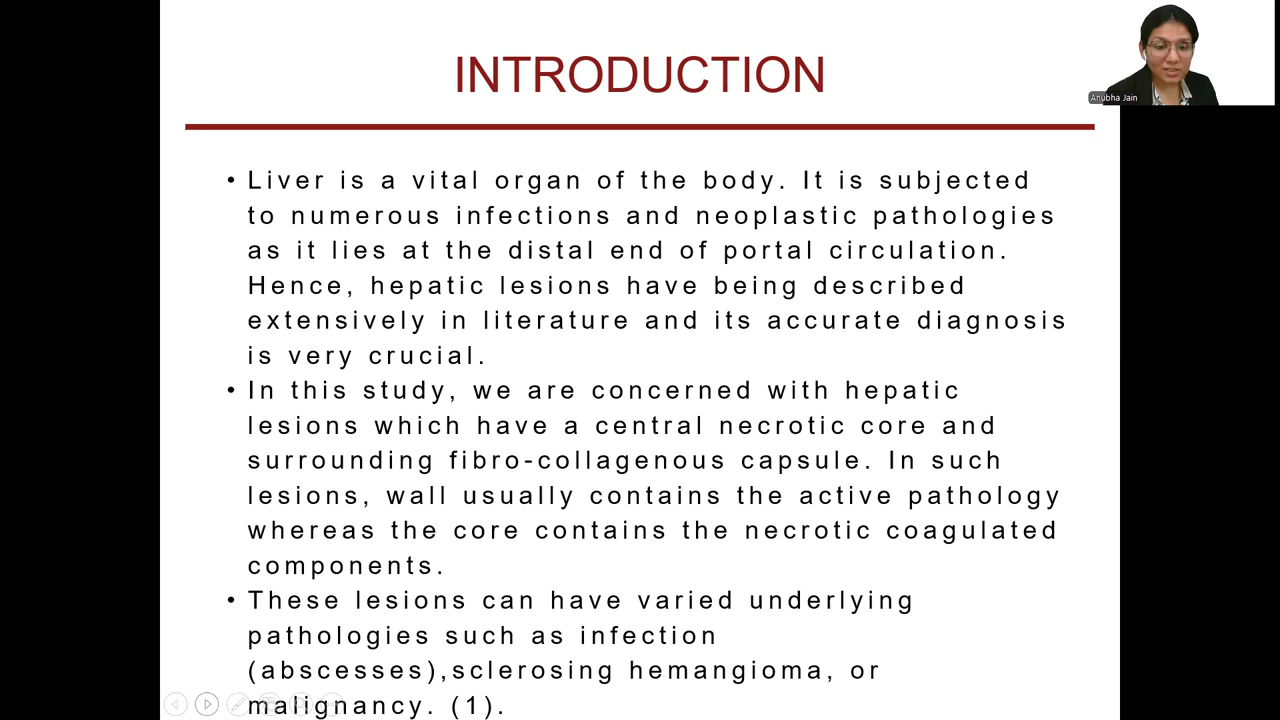 INTRODUCTION
Anubha Jain
• Liver is a vital organ of the body. It is subjected
to numerous infections and neoplastic pathologies
as it lies at the distal end of portal circulation.
Hence, hepatic lesions have being described
extensively in literature and its accurate diagnosis
is very crucial.
• In this study, we are concerned with hepatic
lesions which have a central necrotic core and
surrounding fibro-collagenous capsule. In such
lesions, wall usually contains the active pathology
whereas the core contains the necrotic coagulated
components.
• These lesions can have varied underlying
pathologies such as infection
(abscesses),sclerosing hemangioma, or
malignancy. (1).